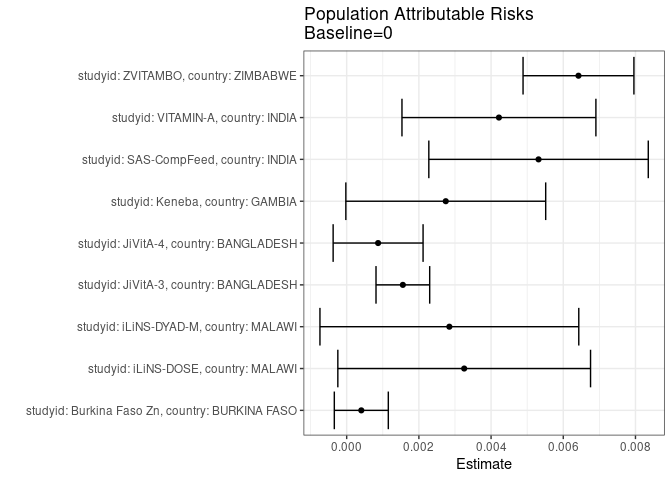 Population Attributable Risks
Baseline=0
studyid: ZVITAMBO, country: ZIMBABWE
studyid: VITAMIN-A, country: INDIA
studyid: SAS-CompFeed, country: INDIA
studyid: Keneba, country: GAMBIA
studyid: JiVitA-4, country: BANGLADESH
studyid: JiVitA-3, country: BANGLADESH
studyid: iLiNS-DYAD-M, country: MALAWI
studyid: iLiNS-DOSE, country: MALAWI
studyid: Burkina Faso Zn, country: BURKINA FASO
0.000 0.002 0.004 0.006 0.008
Estimate